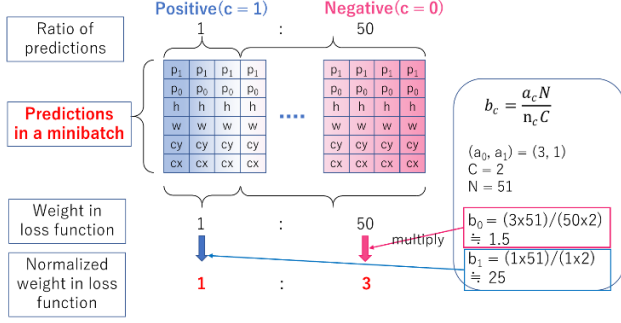 Positive(c = 1) Negative(c = 0)
Ratio of
predictions
1 : 50
p1 p1 p1 p1 p1 p1 p1 p1
p0 p0 p0 p0 p0 p0 p0 p0
h h h h h h h h
w w w w w w w w
cy cy cy cy cy cy cy cy
cx cx cx cx cx cx cx cx
Predictions
in a minibatch
....
b_c = a_c N / n_c C
(a₀, a₁) = (3, 1)
C = 2
N = 51
Weight in
loss function
1 : 50
multiply
b₀ = (3x51)/(50x2)
≒ 1.5
b₁ = (1x51)/(1x2)
≒ 25
Normalized
weight in loss
function
1 : 3